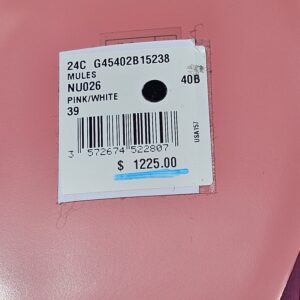 24C G45402B15238
MULES
NU026 40B
PINK/WHITE
39
USA157
3 572674 522807
$ 1225.00